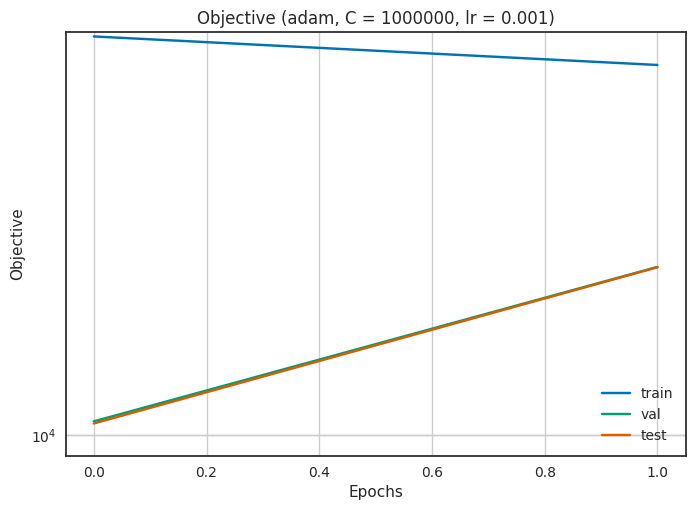 Objective (adam, C = 1000000, lr = 0.001)
Objective
10⁴
0.0 0.2 0.4 0.6 0.8 1.0
Epochs
train
val
test